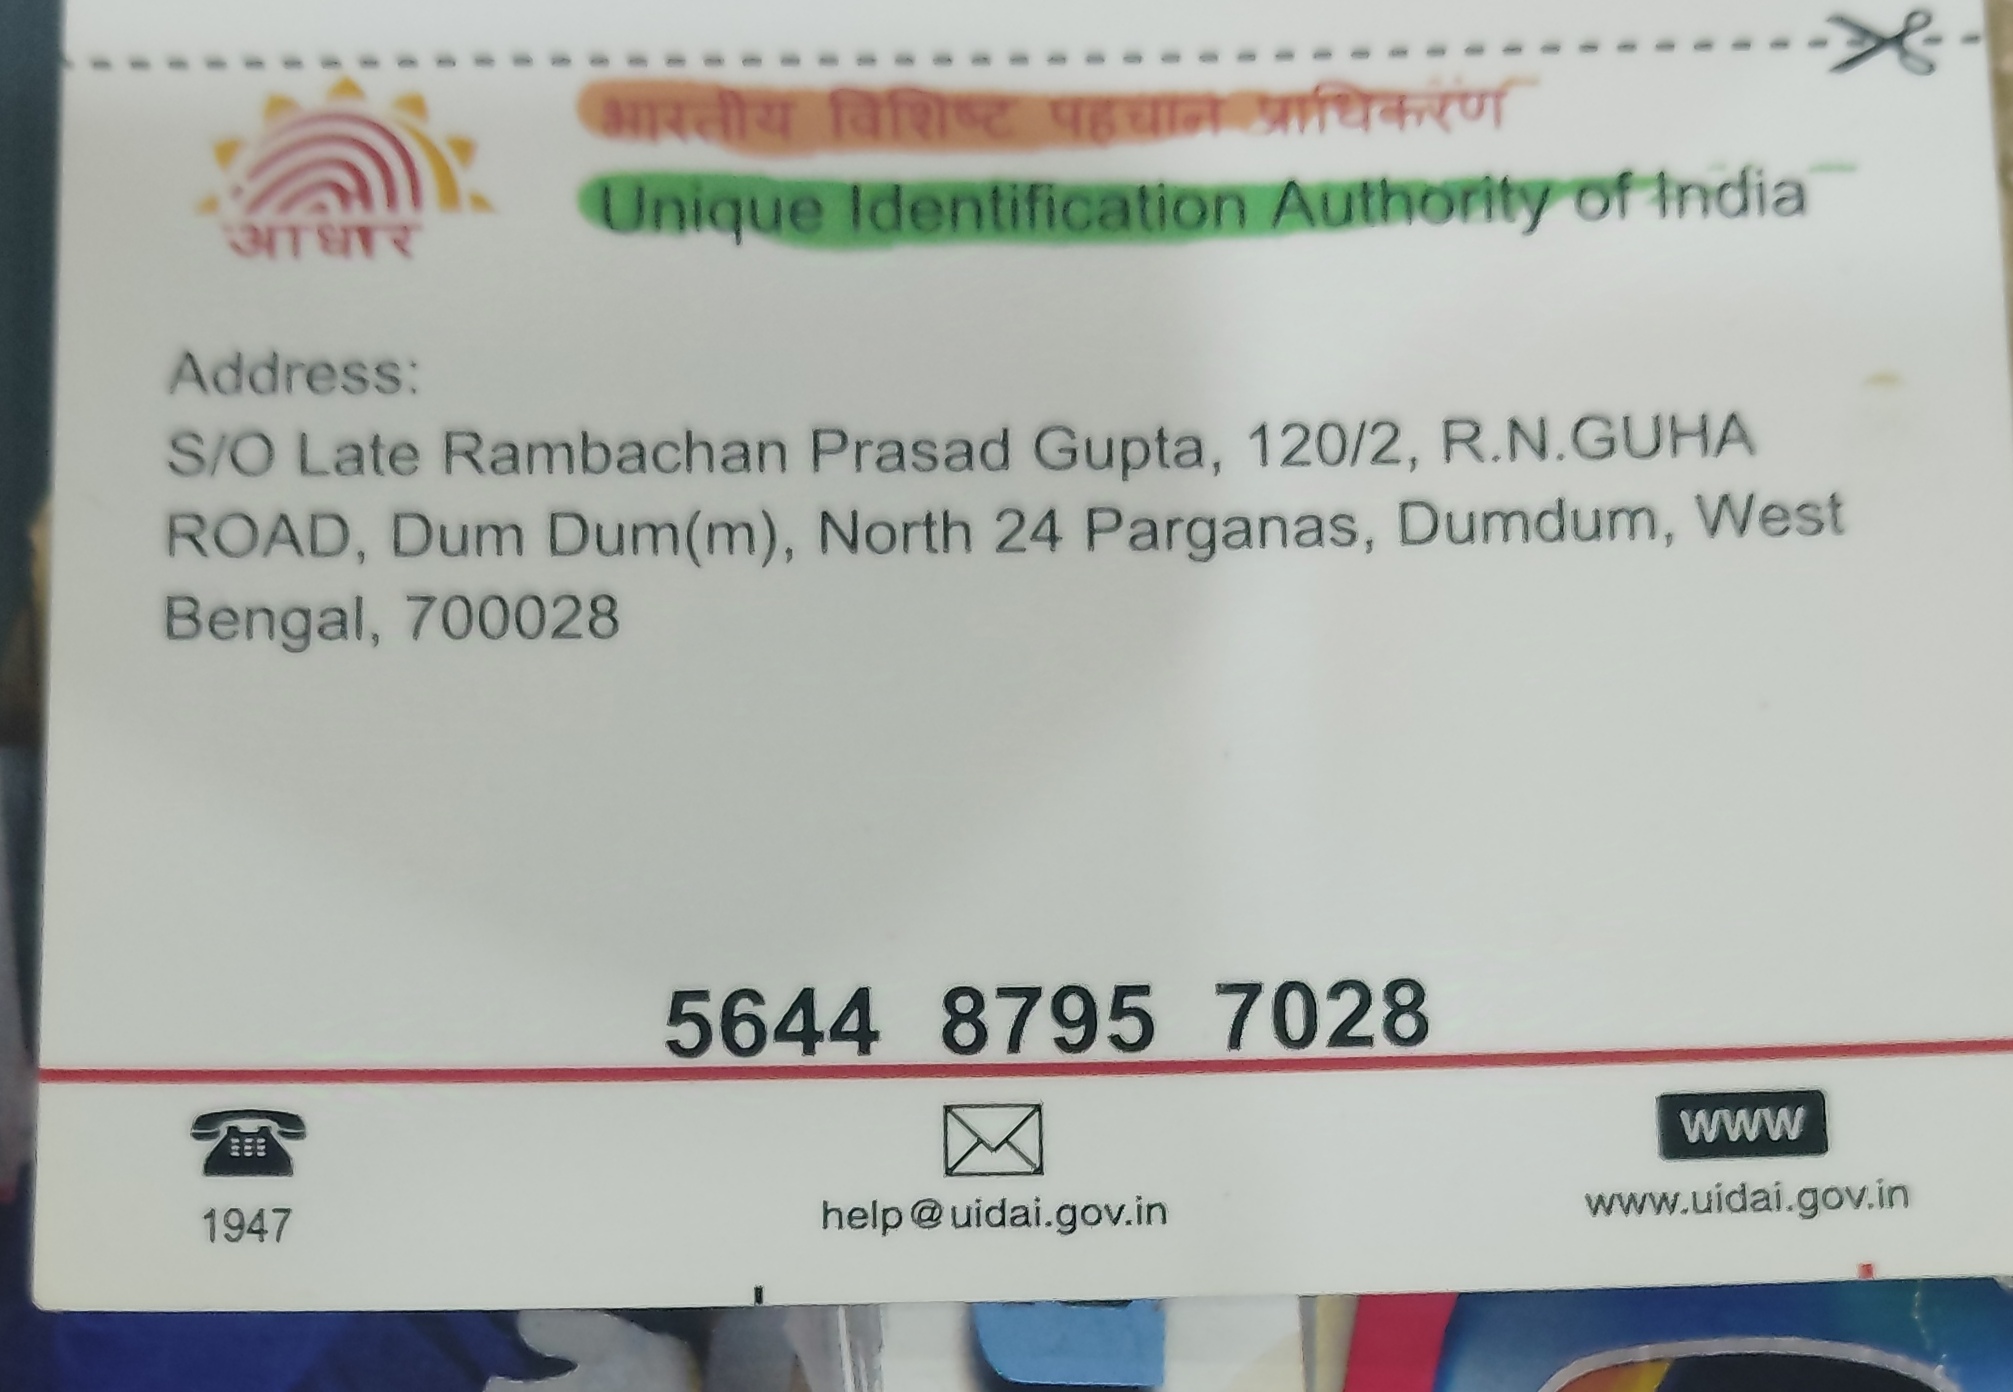 भारतीय विशिष्ट पहचान प्राधिकरण
Unique Identification Authority of India
आधार
Address:
S/O Late Rambachan Prasad Gupta, 120/2, R.N.GUHA
ROAD, Dum Dum(m), North 24 Parganas, Dumdum, West
Bengal, 700028
5644 8795 7028
WWW
1947
help@uidai.gov.in
www.uidai.gov.in